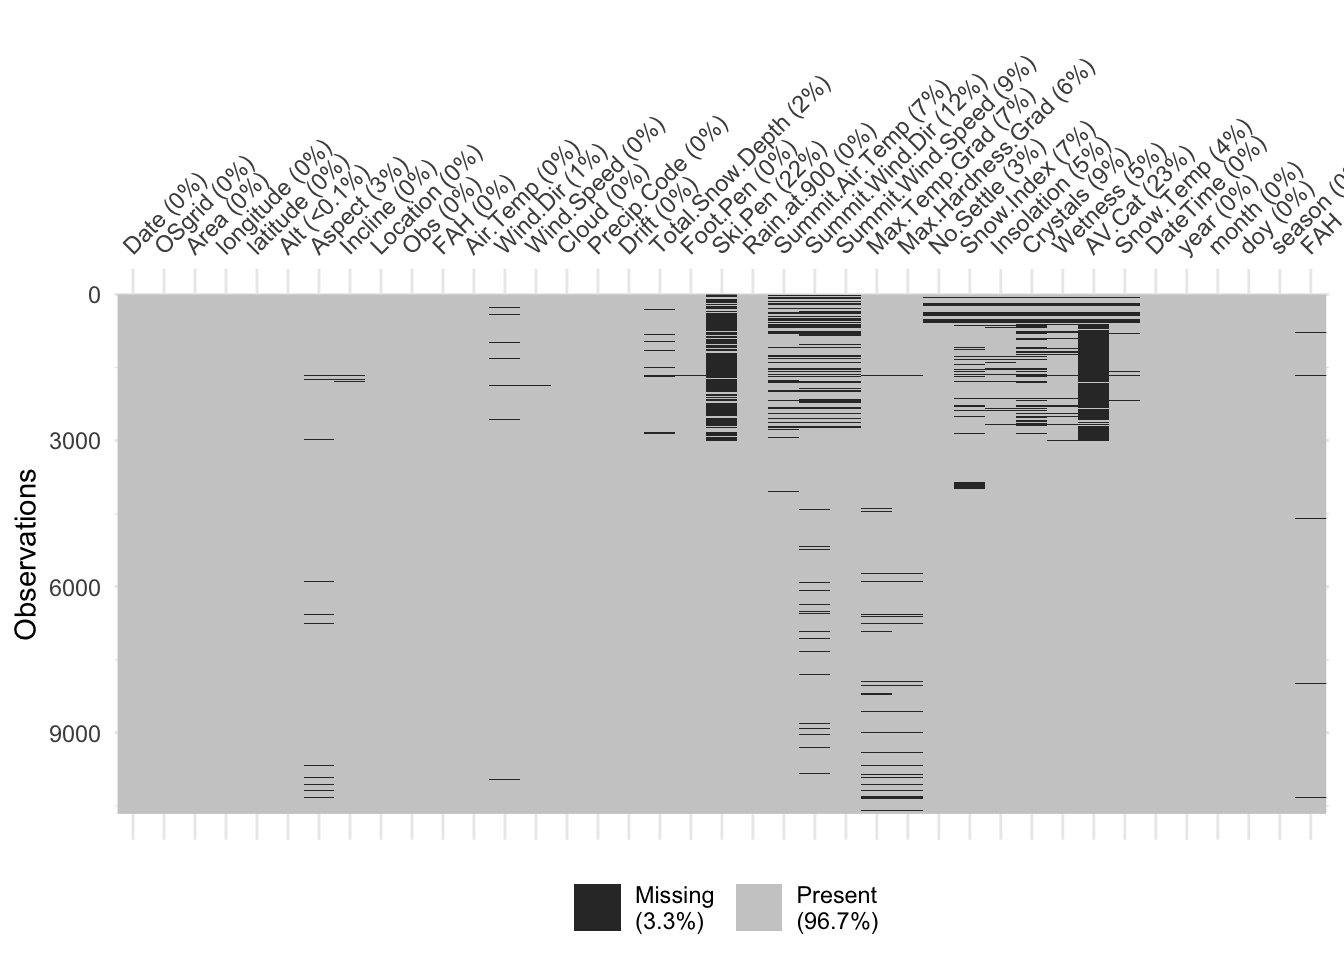 Date (0%)
OSgrid (0%)
Area (0%)
longitude (0%)
latitude (0%)
Alt (<0.1%)
Aspect (3%)
Incline (0%)
Location (0%)
Obs (0%)
FAH (0%)
Air.Temp (0%)
Wind.Dir (1%)
Wind.Speed (0%)
Cloud (0%)
Precip.Code (0%)
Drift (0%)
Total.Snow.Depth (2%)
Foot.Pen (0%)
Ski.Pen (22%)
Rain.at.900 (0%)
Summit.Air.Temp (7%)
Summit.Wind.Dir (12%)
Summit.Wind.Speed (9%)
Max.Temp.Grad (7%)
Max.Hardness.Grad (6%)
No.Settle (3%)
Snow.Index (7%)
Insolation (5%)
Crystals (9%)
Wetness (5%)
AV.Cat (23%)
Snow.Temp (4%)
DateTime (0%)
year (0%)
month (0%)
doy (0%)
season (0%
FAH
0
3000
6000
9000
Observations
Missing
(3.3%)
Present
(96.7%)